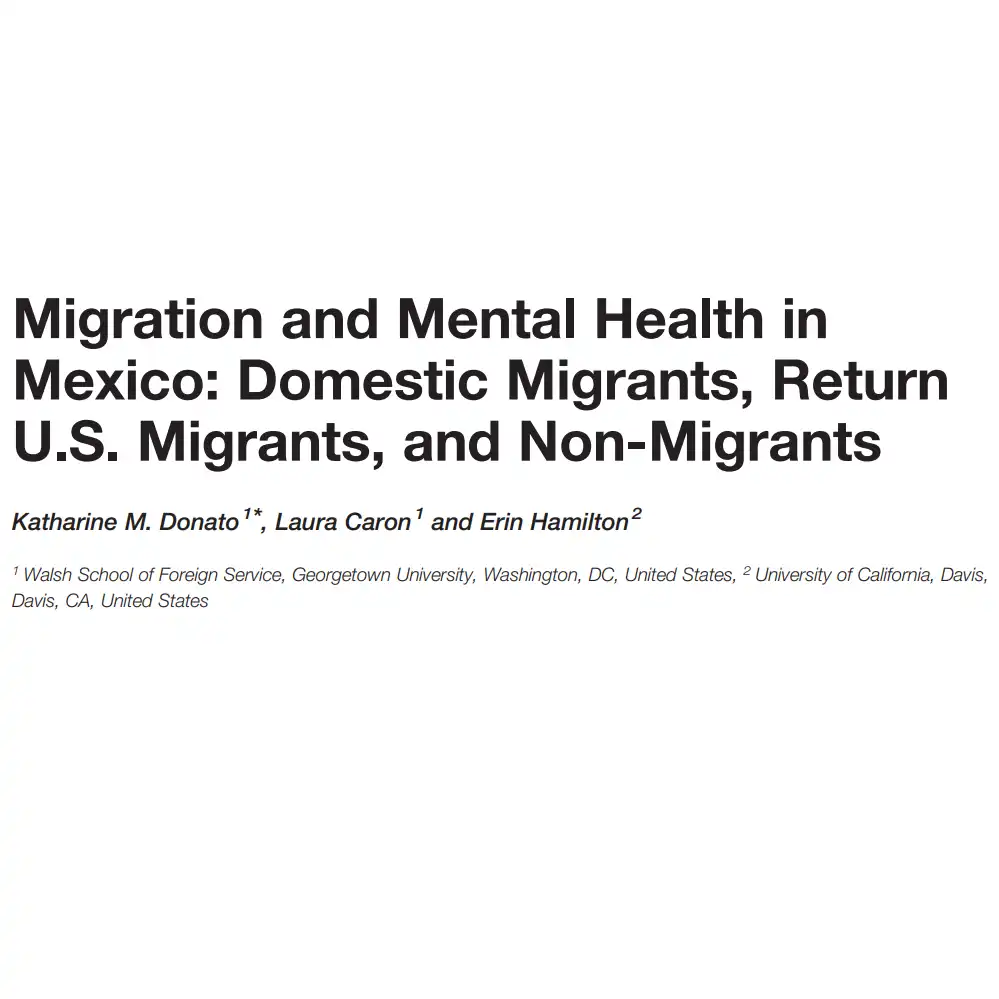 Migration and Mental Health in
Mexico: Domestic Migrants, Return
U.S. Migrants, and Non-Migrants
Katharine M. Donato 1*, Laura Caron 1 and Erin Hamilton 2
1 Walsh School of Foreign Service, Georgetown University, Washington, DC, United States, 2 University of California, Davis,
Davis, CA, United States